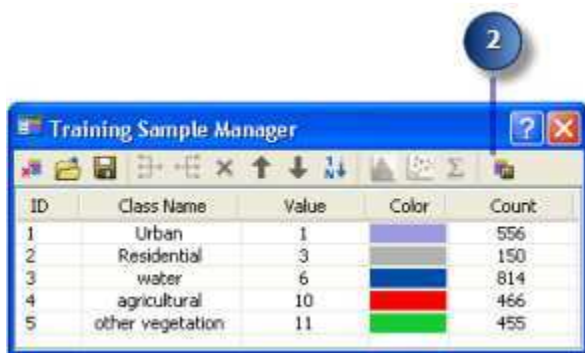 2
Training Sample Manager
ID Class Name Value Color Count
1 Urban 1 556
2 Residential 3 150
3 water 6 814
4 agricultural 10 466
5 other vegetation 11 455